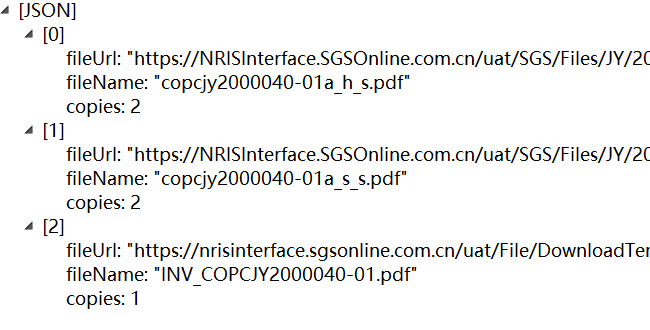 [JSON]
[0]
fileUrl: "https://NRISInterface.SGSOnline.com.cn/uat/SGS/Files/JY/20
fileName: "copcjy2000040-01a_h_s.pdf"
copies: 2
[1]
fileUrl: "https://NRISInterface.SGSOnline.com.cn/uat/SGS/Files/JY/20
fileName: "copcjy2000040-01a_s_s.pdf"
copies: 2
[2]
fileUrl: "https://nrisinterface.sgsonline.com.cn/uat/File/DownloadTer
fileName: "INV_COPCJY2000040-01.pdf"
copies: 1